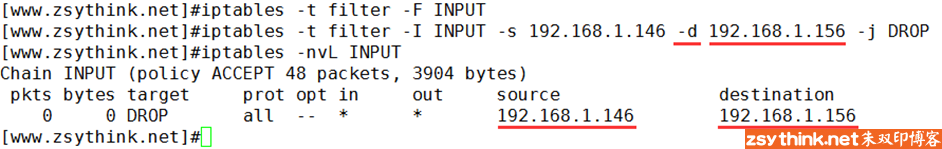 [www.zsythink.net]#iptables -t filter -F INPUT
[www.zsythink.net]#iptables -t filter -I INPUT -s 192.168.1.146 -d 192.168.1.156 -j DROP
[www.zsythink.net]#iptables -nvL INPUT
Chain INPUT (policy ACCEPT 48 packets, 3904 bytes)
 pkts bytes target     prot opt in     out     source               destination
    0     0 DROP       all  --  *      *       192.168.1.146        192.168.1.156
[www.zsythink.net]#
zsythink.net朱双印博客